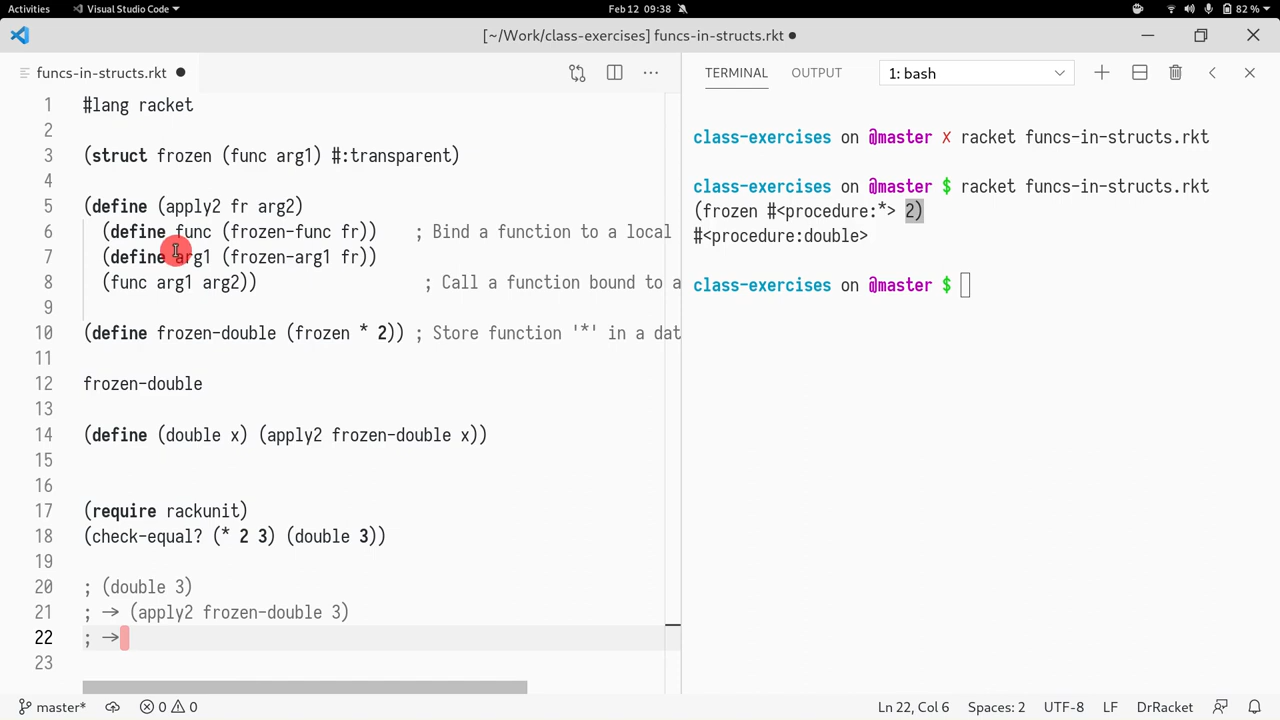 Activities
Visual Studio Code
Feb 12 09:38
82 %
[~/Work/class-exercises] funcs-in-structs.rkt ●
funcs-in-structs.rkt ●
1 #lang racket
2
3 (struct frozen (func arg1) #:transparent)
4
5 (define (apply2 fr arg2)
6 (define func (frozen-func fr)) ; Bind a function to a local
7 (define arg1 (frozen-arg1 fr))
8 (func arg1 arg2)) ; Call a function bound to a
9
10 (define frozen-double (frozen * 2)) ; Store function '*' in a dat
11
12 frozen-double
13
14 (define (double x) (apply2 frozen-double x))
15
16
17 (require rackunit)
18 (check-equal? (* 2 3) (double 3))
19
20 ; (double 3)
21 ; → (apply2 frozen-double 3)
22 ; →
23
TERMINAL
OUTPUT
1: bash
class-exercises on @master ✗ racket funcs-in-structs.rkt
class-exercises on @master $ racket funcs-in-structs.rkt
(frozen #<procedure:*> 2)
#<procedure:double>
class-exercises on @master $
master*
0
0
Ln 22, Col 6
Spaces: 2
UTF-8
LF
DrRacket